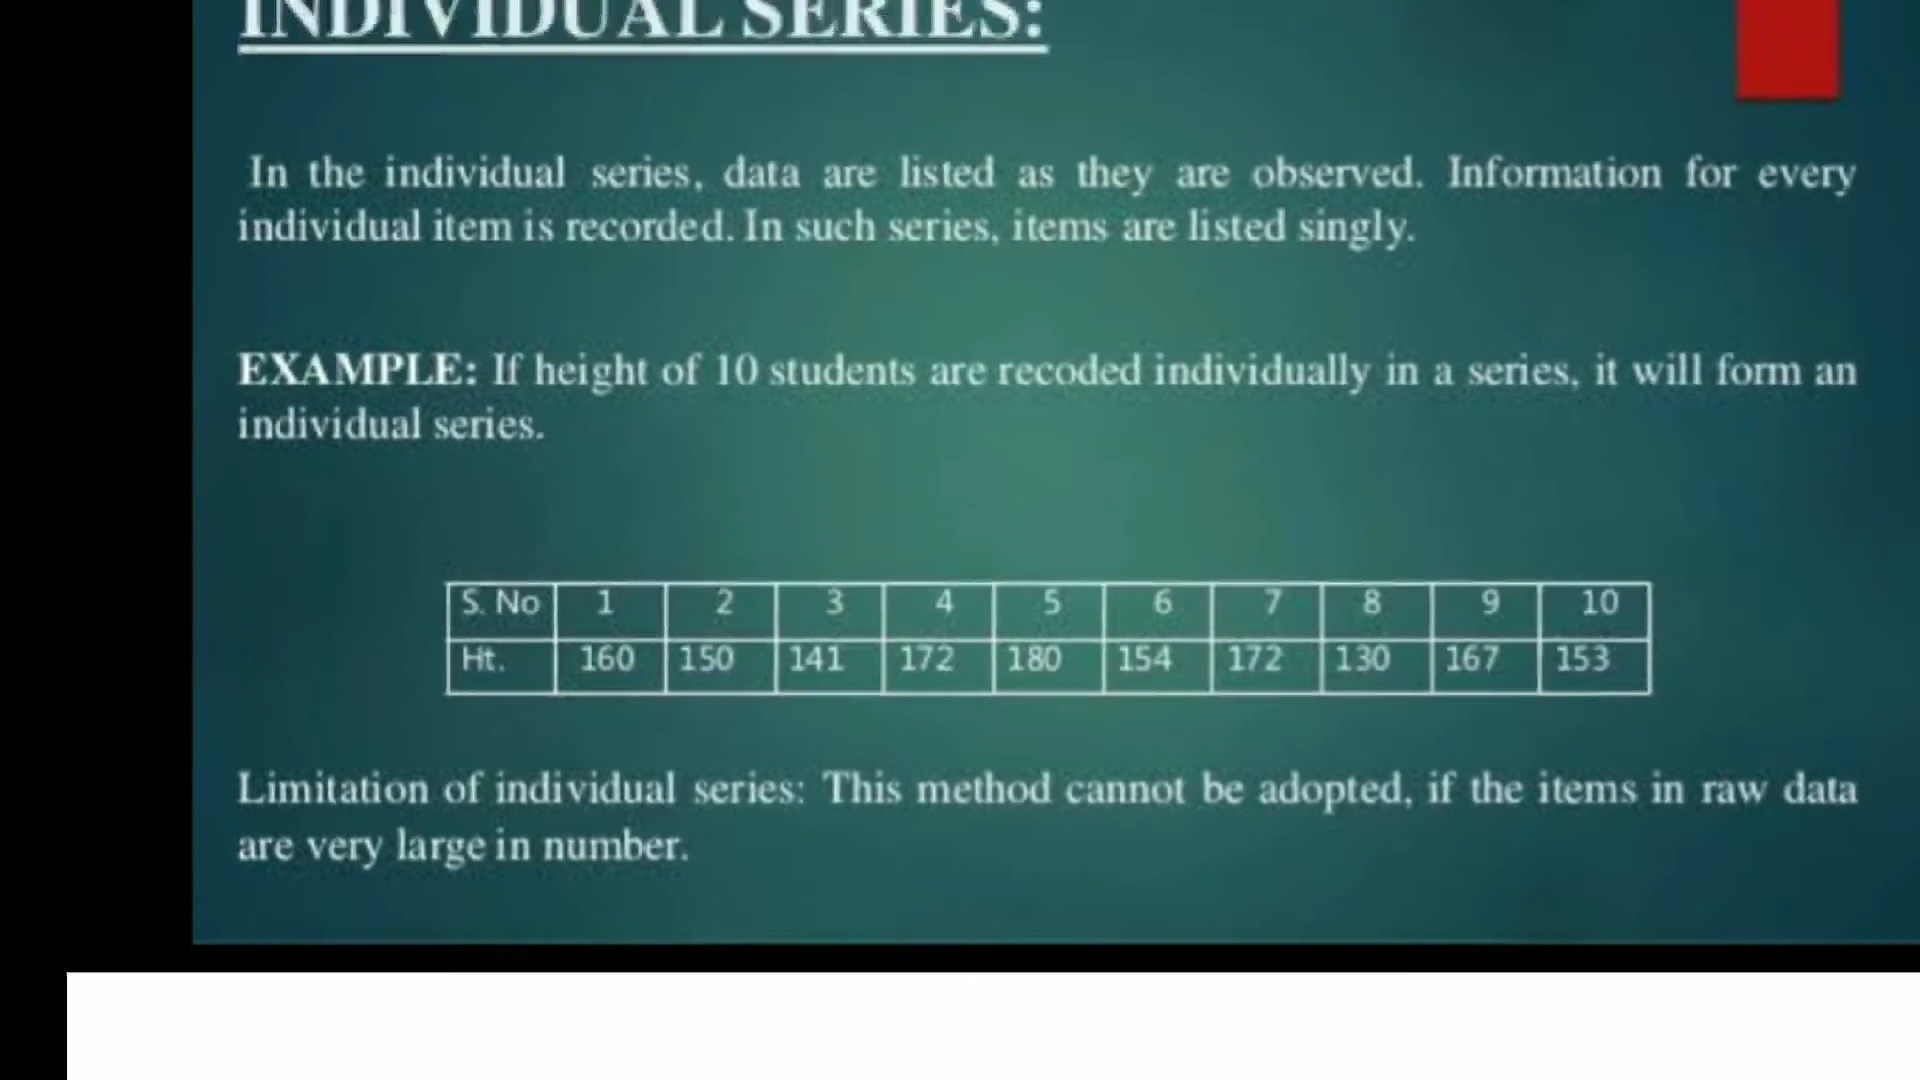 INDIVIDUAL SERIES:
In the individual series, data are listed as they are observed. Information for every
individual item is recorded. In such series, items are listed singly.
EXAMPLE: If height of 10 students are recoded individually in a series, it will form an
individual series.
S. No 1 2 3 4 5 6 7 8 9 10
Ht. 160 150 141 172 180 154 172 130 167 153
Limitation of individual series: This method cannot be adopted, if the items in raw data
are very large in number.